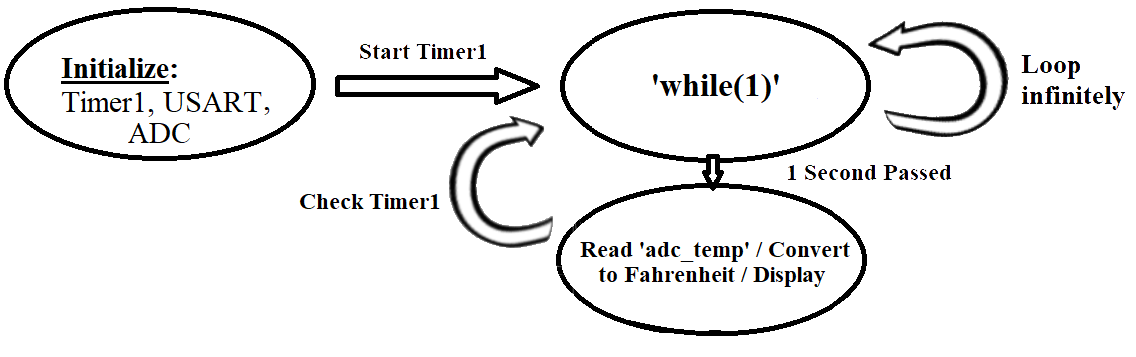 Initialize:
Timer1, USART,
ADC
Start Timer1
'while(1)'
Loop
infinitely
1 Second Passed
Check Timer1
Read 'adc_temp' / Convert
to Fahrenheit / Display